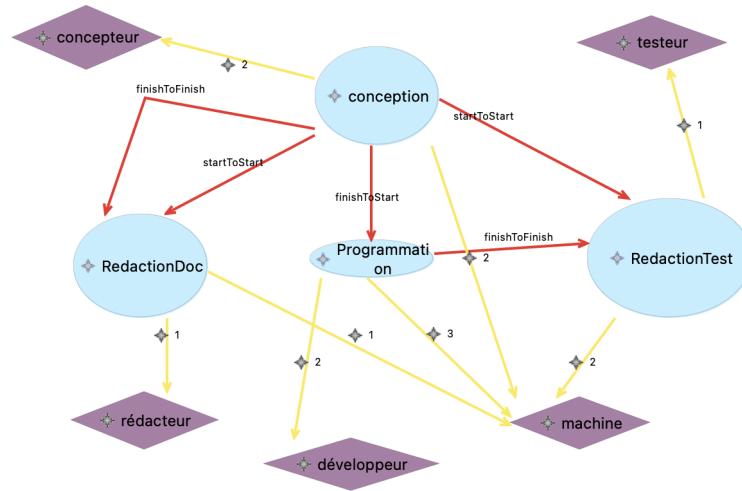 concepteur
testeur
2
finishToFinish
conception
startToStart
1
startToStart
finishToStart
finishToFinish
Programmati
on
RedactionDoc
2
RedactionTest
1
1
3
2
2
rédacteur
machine
développeur